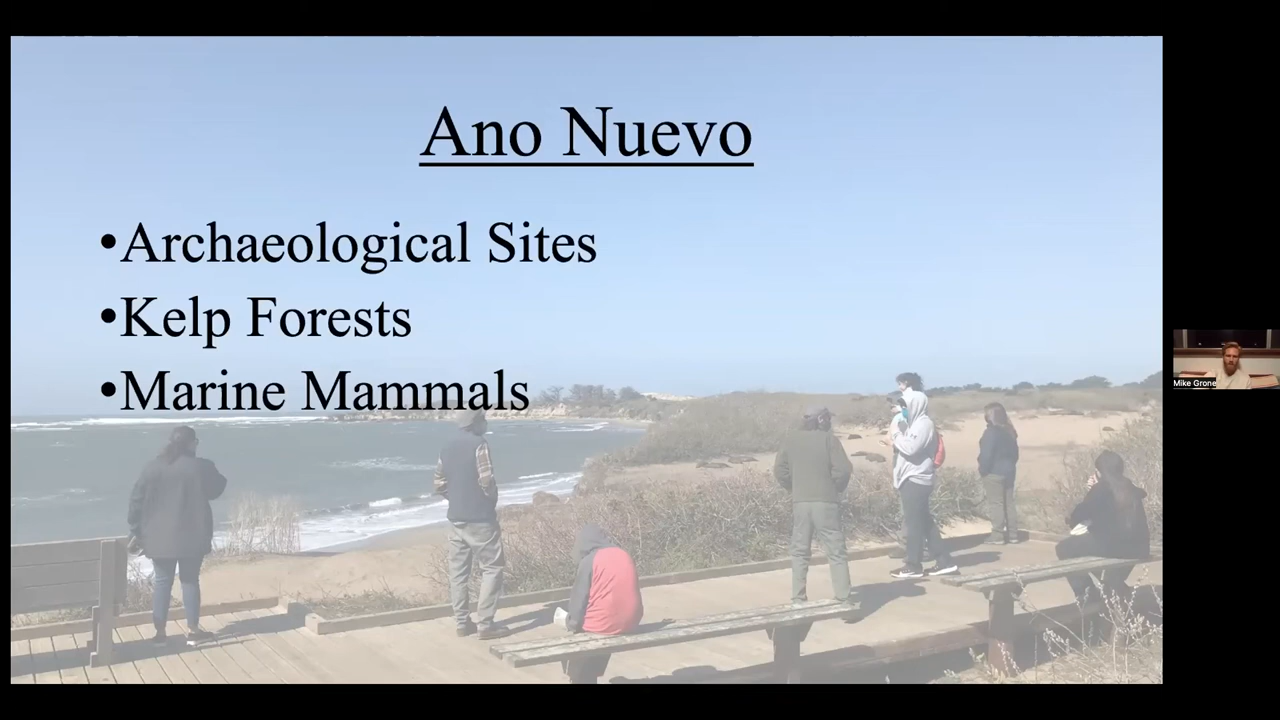 Ano Nuevo
•Archaeological Sites
•Kelp Forests
•Marine Mammals
Mike Grone